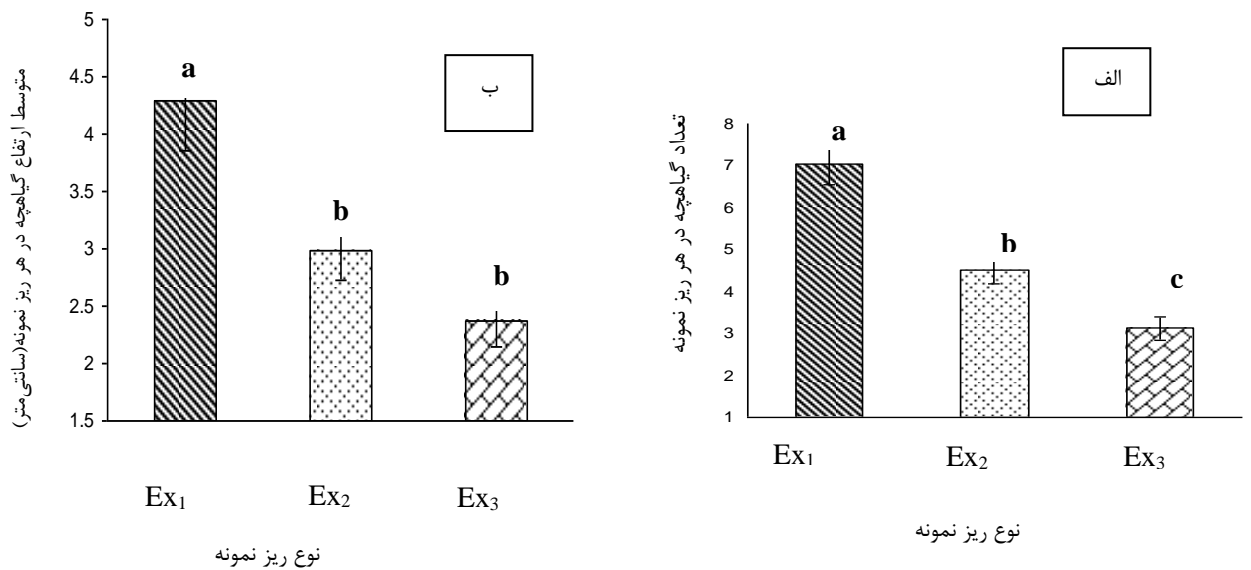 الف
تعداد گیاهچه در هر ریز نمونه
8
7
6
5
4
3
2
1
a
b
c
Ex1
Ex2
Ex3
نوع ریز نمونه
ب
متوسط ارتفاع گیاهچه در هر ریز نمونه(سانتی‌متر)
5
4.5
4
3.5
3
2.5
2
1.5
a
b
b
Ex1
Ex2
Ex3
نوع ریز نمونه